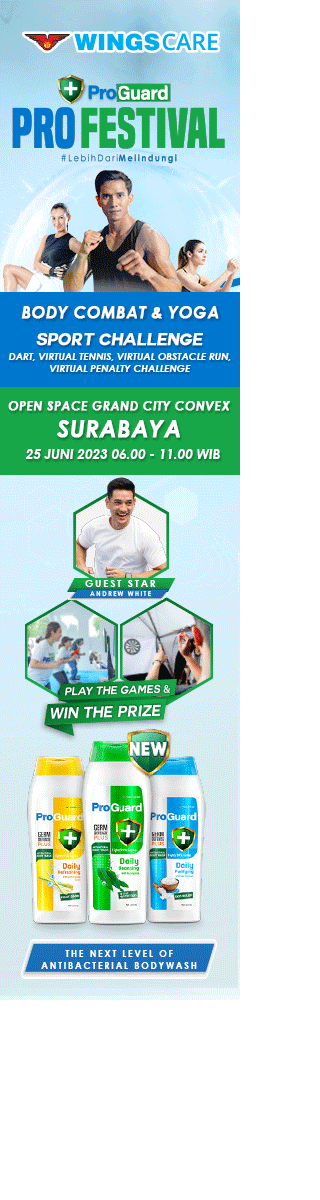 WINGSCARE
ProGuard
PRO FESTIVAL
#LebihDariMelindungi
BODY COMBAT & YOGA
SPORT CHALLENGE
DART, VIRTUAL TENNIS, VIRTUAL OBSTACLE RUN,
VIRTUAL PENALTY CHALLENGE
OPEN SPACE GRAND CITY CONVEX
SURABAYA
25 JUNI 2023 06.00 - 11.00 WIB
GUEST STAR
ANDREW WHITE
PLAY THE GAMES &
WIN THE PRIZE
NEW
ProGuard
GERM DEFENSE PLUS
Daily
Refreshing
ProGuard
GERM DEFENSE PLUS
Daily
ProGuard
GERM DEFENSE PLUS
Daily
Purifying
THE NEXT LEVEL OF
ANTIBACTERIAL BODYWASH